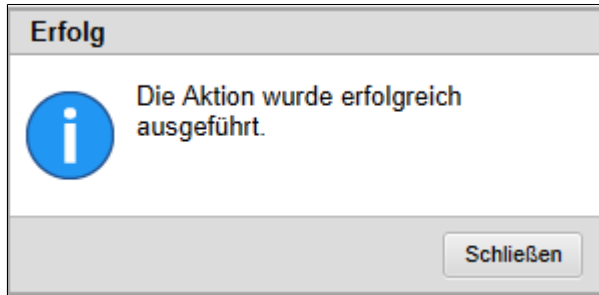 Erfolg
Die Aktion wurde erfolgreich
ausgeführt.
Schließen